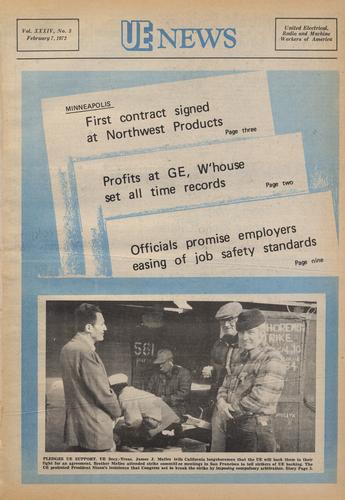 Vol. XXXIV, No. 3
February 7, 1972
UE NEWS
United Electrical,
Radio and Machine
Workers of America
MINNEAPOLIS
First contract signed
at Northwest Products
Page three
Profits at GE, W'house
set all time records
Page two
Officials promise employers
easing of job safety standards
Page nine
581
STRIKE
PLEDGES UE SUPPORT. UE Secy.-Treas. James J. Matles tells California longshoremen that the UE will back them in their
fight for an agreement. Brother Matles attended strike committee meetings in San Francisco to tell strikers of UE backing. The
UE protested President Nixon's insistence that Congress act to break the strike by imposing compulsory arbitration. Story Page 3.